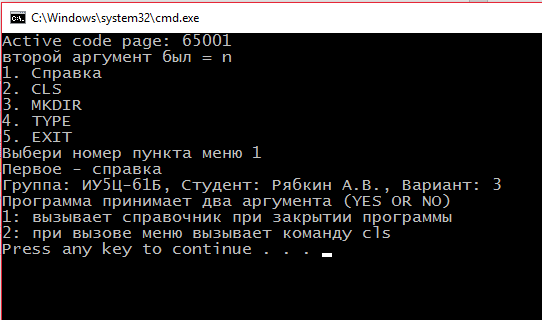 C:\Windows\system32\cmd.exe
Active code page: 65001
второй аргумент был = n
1. Справка
2. CLS
3. MKDIR
4. TYPE
5. EXIT
Выбери номер пункта меню 1
Первое - справка
Группа: ИУ5Ц-61Б, Студент: Рябкин А.В., Вариант: 3
Программа принимает два аргумента (YES OR NO)
1: вызывает справочник при закрытии программы
2: при вызове меню вызывает команду cls
Press any key to continue . . .